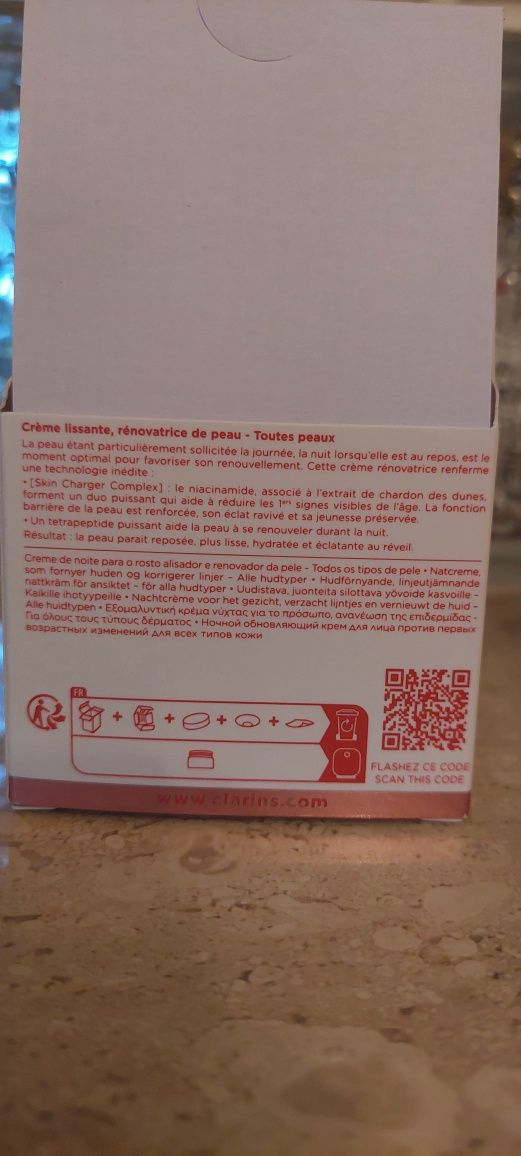 Crème lissante, rénovatrice de peau - Toutes peaux
La peau étant particulièrement sollicitée la journée, la nuit lorsqu'elle est au repos, est le
moment optimal pour favoriser son renouvellement. Cette crème rénovatrice renferme
une technologie inédite :
• [Skin Charger Complex] : le niacinamide, associé à l'extrait de chardon des dunes,
forment un duo puissant qui aide à réduire les 1ers signes visibles de l'âge. La fonction
barrière de la peau est renforcée, son éclat ravivé et sa jeunesse préservée.
• Un tetrapeptide puissant aide la peau à se renouveler durant la nuit.
Résultat : la peau parait reposée, plus lisse, hydratée et éclatante au réveil.
Creme de noite para o rosto alisador e renovador da pele - Todos os tipos de pele • Natcreme,
som fornyer huden og korrigerer linjer - Alle hudtyper • Hudförnyande, linjeutjämnande
nattkräm för ansiktet - för alla hudtyper • Uudistava, juonteita silottava yövoide kasvoille -
Kaikille ihotyypeille • Nachtcrème voor het gezicht, verzacht lijntjes en vernieuwt de huid -
Alle huidtypen • Εξομαλυντική κρέμα νύχτας για το πρόσωπο, ανανέωση της επιδερμίδας -
Για όλους τους τύπους δέρματος • Ночной обновляющий крем для лица против первых
возрастных изменений для всех типов кожи
FR
FLASHEZ CE CODE
SCAN THIS CODE
www.clarins.com